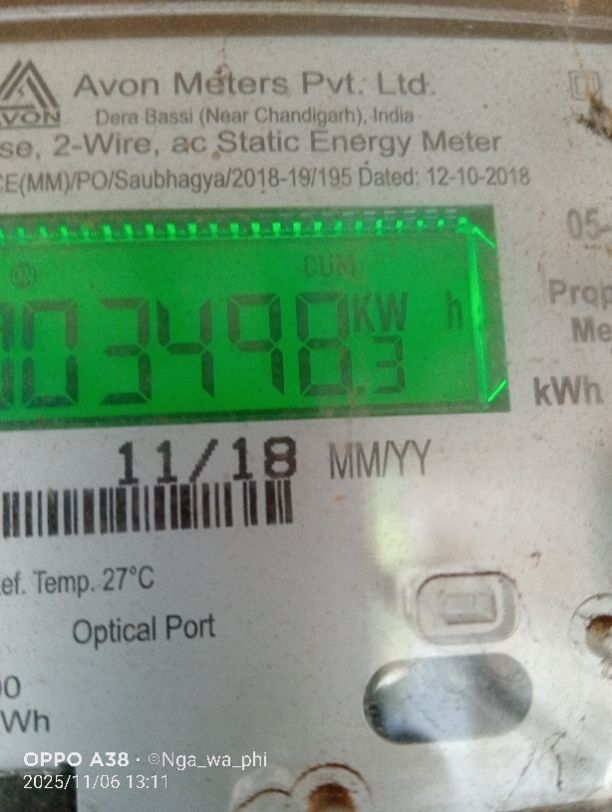 Avon Meters Pvt. Ltd.
VON
Dera Bassi (Near Chandigarh), India
se, 2-Wire, ac Static Energy Meter
CE(MM)/PO/Saubhagya/2018-19/195 Dated: 12-10-2018
05-
ON CUM
Prop
003498.3 KW h
Me
kWh
11/18 MM/YY
ef. Temp. 27°C
Optical Port
00
Wh
OPPO A38 · ©Nga_wa_phi
2025/11/06 13:11